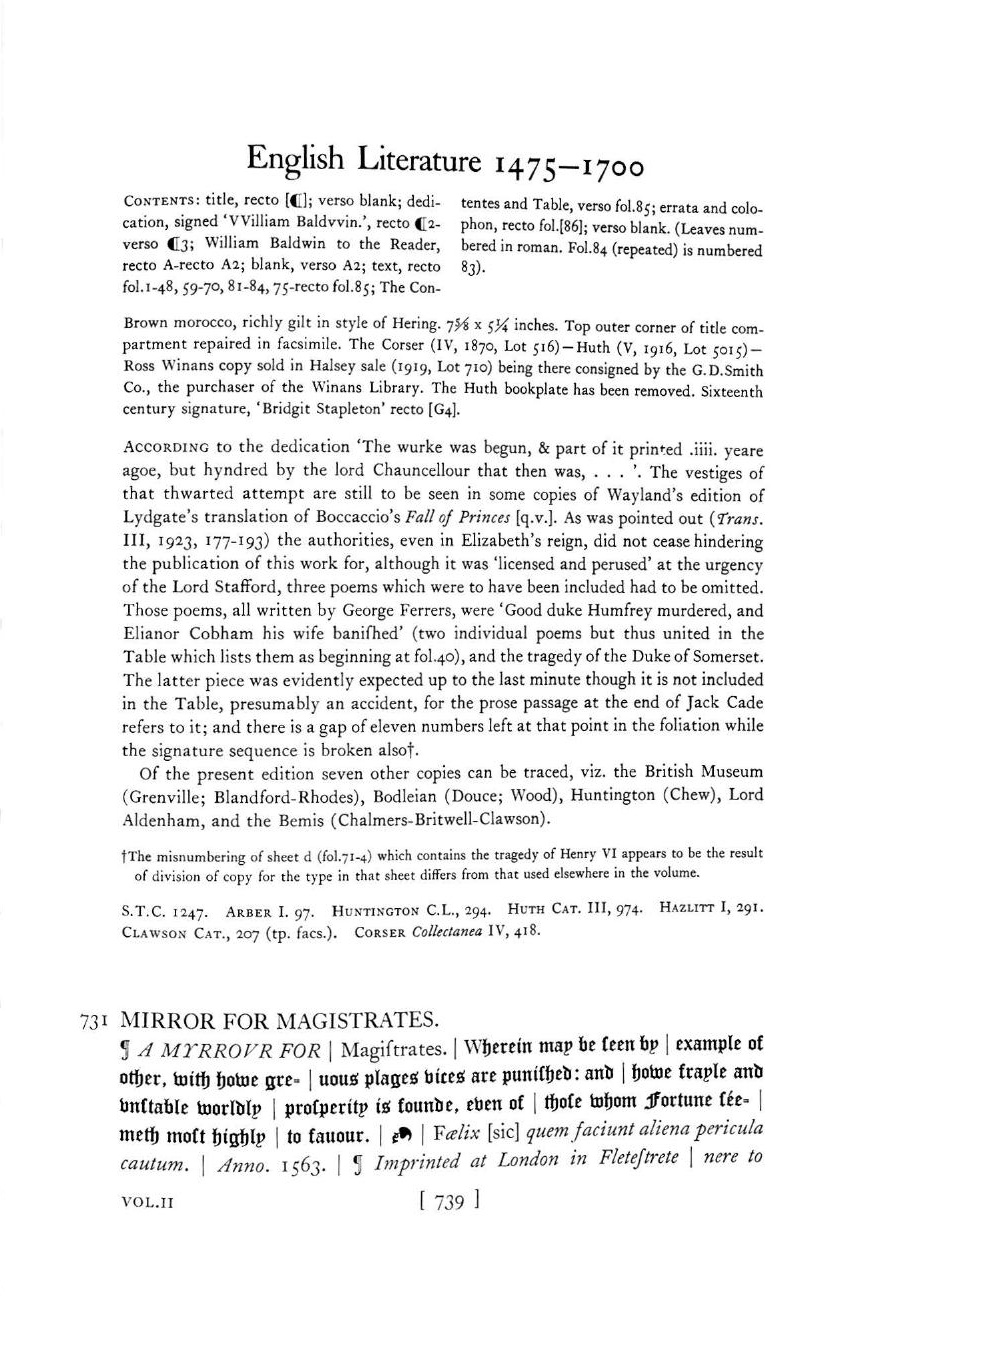 English Literature 1475–1700
CONTENTS: title, recto [⁋]; verso blank; dedi-
cation, signed ‘VVilliam Baldvvin.’, recto ⁋2-
verso ⁋3; William Baldwin to the Reader,
recto A-recto A2; blank, verso A2; text, recto
fol.1-48, 59-70, 81-84, 75-recto fol.85; The Con-
tentes and Table, verso fol.85; errata and colo-
phon, recto fol.[86]; verso blank. (Leaves num-
bered in roman. Fol.84 (repeated) is numbered
83).
Brown morocco, richly gilt in style of Hering. 7⅝ x 5¼ inches. Top outer corner of title com-
partment repaired in facsimile. The Corser (IV, 1870, Lot 516)—Huth (V, 1916, Lot 5015)—
Ross Winans copy sold in Halsey sale (1919, Lot 710) being there consigned by the G.D.Smith
Co., the purchaser of the Winans Library. The Huth bookplate has been removed. Sixteenth
century signature, ‘Bridgit Stapleton’ recto [G4].
ACCORDING to the dedication ‘The wurke was begun, & part of it printed .iiii. yeare
agoe, but hyndred by the lord Chauncellour that then was, . . . ’. The vestiges of
that thwarted attempt are still to be seen in some copies of Wayland’s edition of
Lydgate’s translation of Boccaccio’s Fall of Princes [q.v.]. As was pointed out (Trans.
III, 1923, 177-193) the authorities, even in Elizabeth’s reign, did not cease hindering
the publication of this work for, although it was ‘licensed and perused’ at the urgency
of the Lord Stafford, three poems which were to have been included had to be omitted.
Those poems, all written by George Ferrers, were ‘Good duke Humfrey murdered, and
Elianor Cobham his wife baniſhed’ (two individual poems but thus united in the
Table which lists them as beginning at fol.40), and the tragedy of the Duke of Somerset.
The latter piece was evidently expected up to the last minute though it is not included
in the Table, presumably an accident, for the prose passage at the end of Jack Cade
refers to it; and there is a gap of eleven numbers left at that point in the foliation while
the signature sequence is broken also†.
Of the present edition seven other copies can be traced, viz. the British Museum
(Grenville; Blandford-Rhodes), Bodleian (Douce; Wood), Huntington (Chew), Lord
Aldenham, and the Bemis (Chalmers-Britwell-Clawson).
†The misnumbering of sheet d (fol.71-4) which contains the tragedy of Henry VI appears to be the result
of division of copy for the type in that sheet differs from that used elsewhere in the volume.
S.T.C. 1247. ARBER I. 97. HUNTINGTON C.L., 294. HUTH CAT. III, 974. HAZLITT I, 291.
CLAWSON CAT., 207 (tp. facs.). CORSER Collectanea IV, 418.
731 MIRROR FOR MAGISTRATES.
¶ A MYRROVR FOR | Magiſtrates. | Wherein may be ſeen by | example of
other, with howe gre- | uous plages vices are puniſhed: and | howe frayle and
vnſtable worldly | proſperity is founde, even of | thoſe whom Fortune ſée- |
meth moſt highly | to fauour. | ❧ | Fælix [sic] quem faciunt aliena pericula
cautum. | Anno. 1563. | ¶ Imprinted at London in Fleteſtrete | nere to
VOL.II [ 739 ]